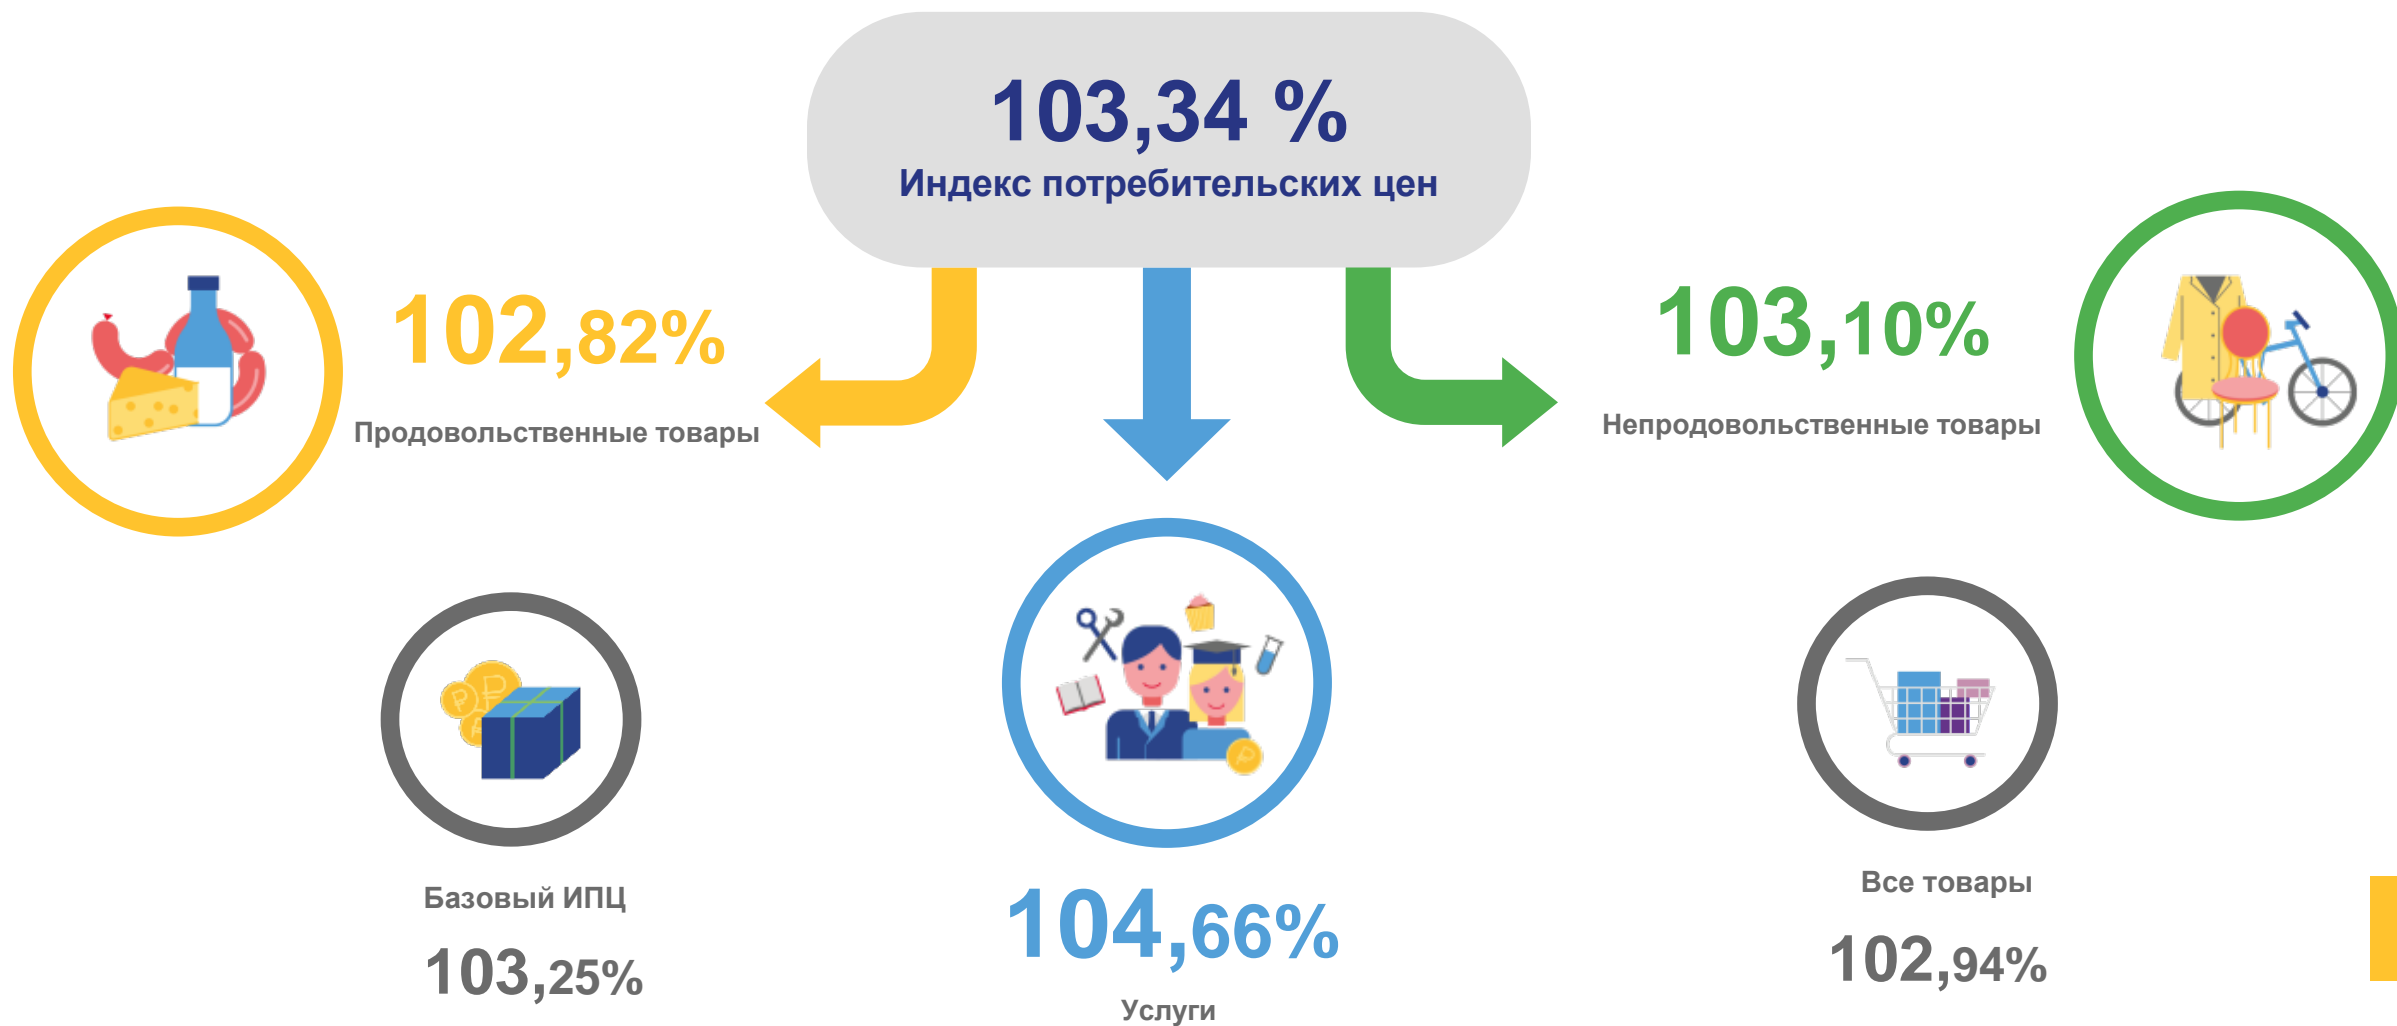 103,34 %
Индекс потребительских цен
102,82%
Продовольственные товары
103,10%
Непродовольственные товары
Базовый ИПЦ
103,25%
104,66%
Услуги
Все товары
102,94%